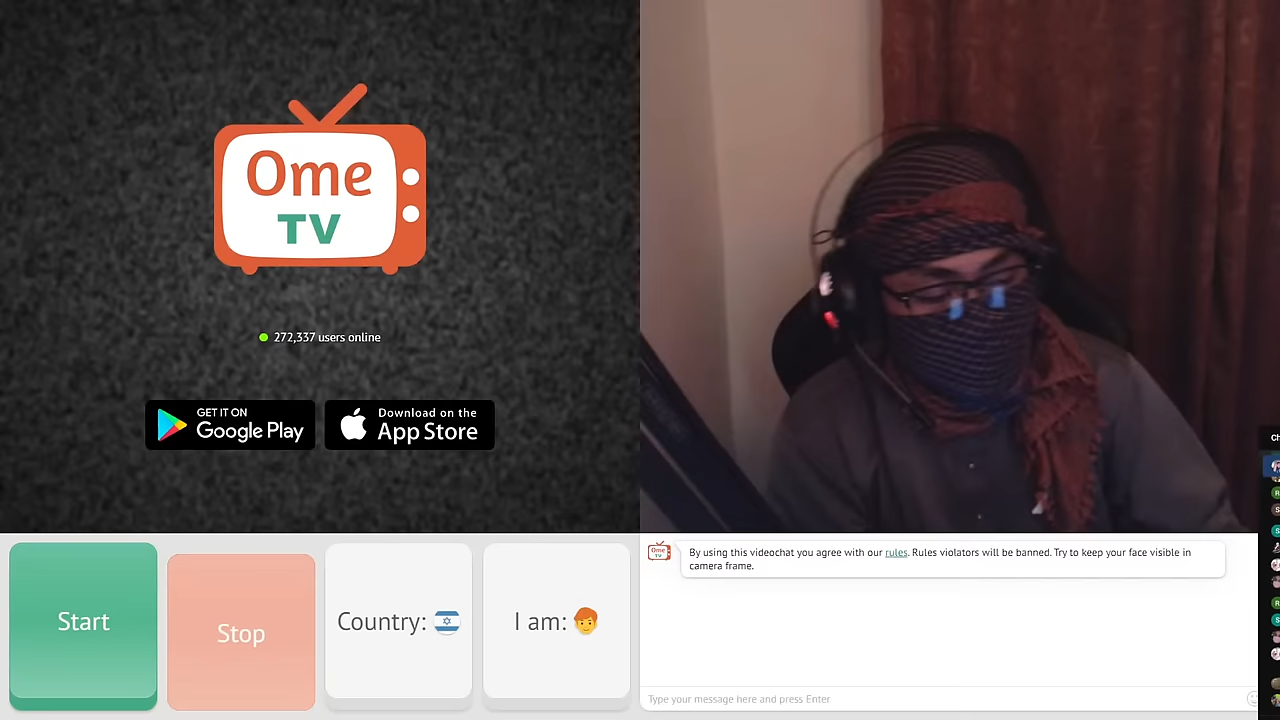 Ome
TV
272,337 users online
GET IT ON
Google Play
Download on the
App Store
Start
Stop
Country:
I am:
By using this videochat you agree with our rules. Rules violators will be banned. Try to keep your face visible in
camera frame.
Type your message here and press Enter